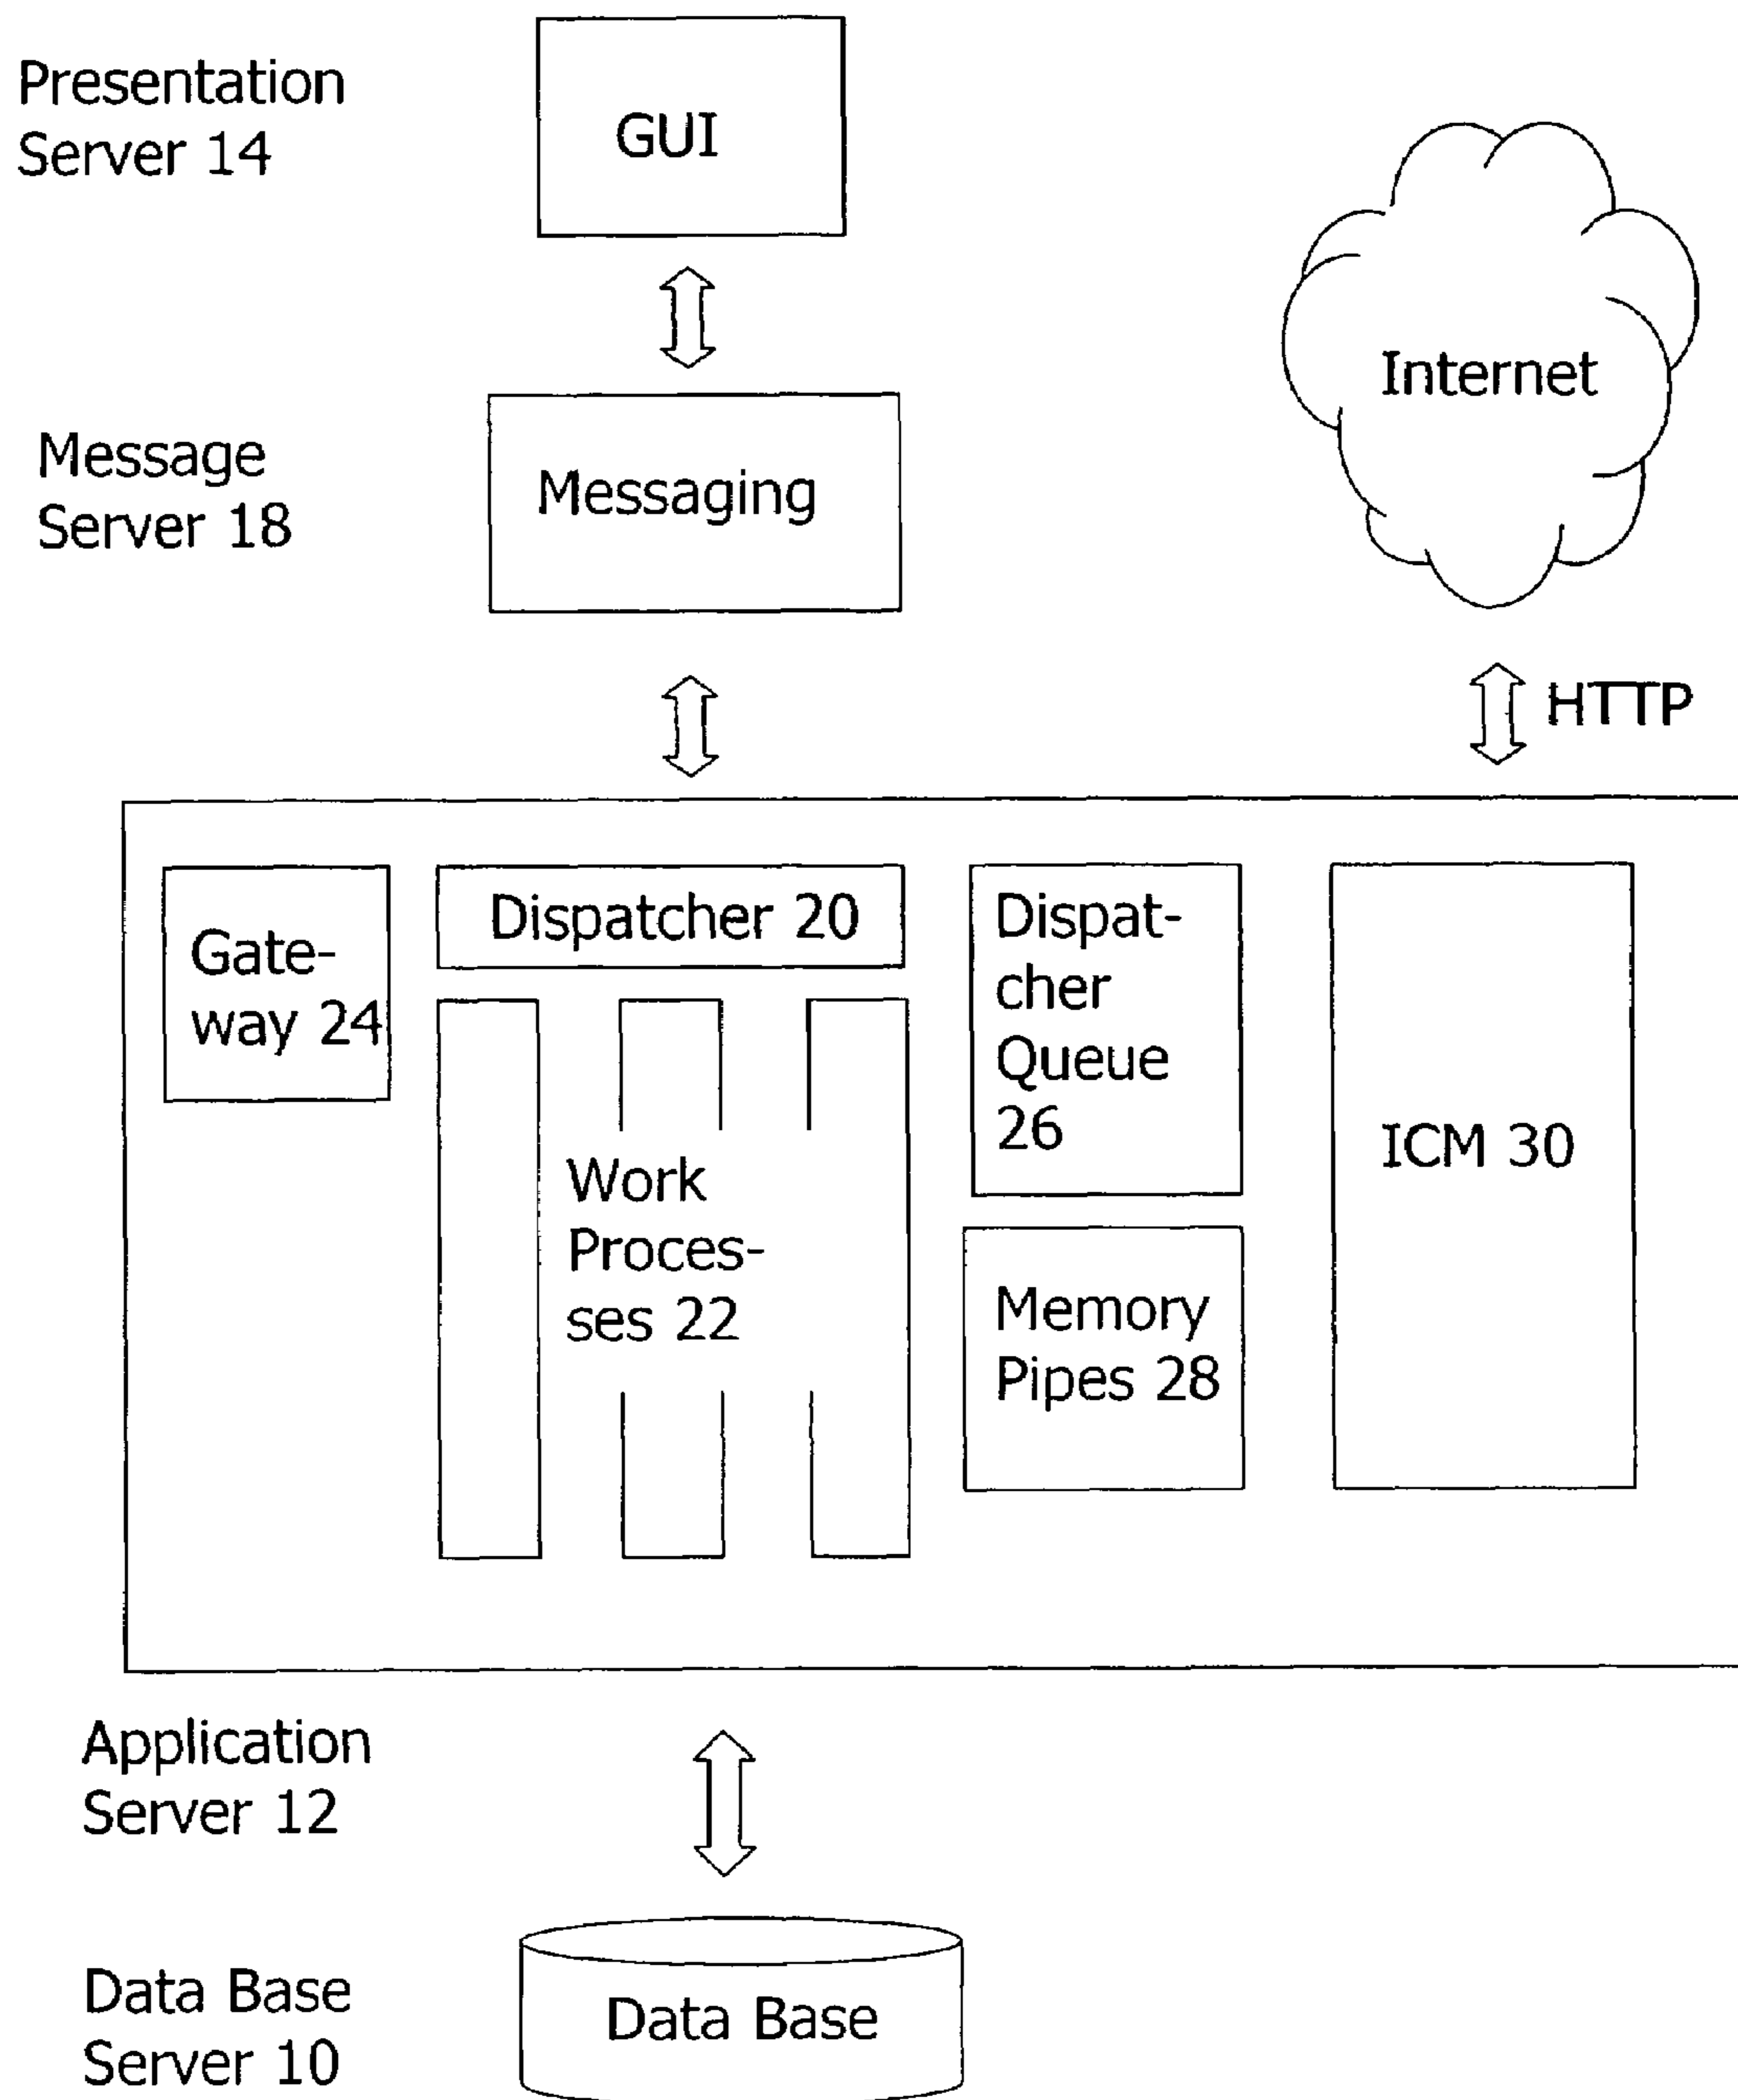 Presentation
Server 14
GUI
Internet
Message
Server 18
Messaging
HTTP
Gate-
way 24
Dispatcher 20
Work
Proces-
ses 22
Dispat-
cher
Queue
26
Memory
Pipes 28
ICM 30
Application
Server 12
Data Base
Server 10
Data Base